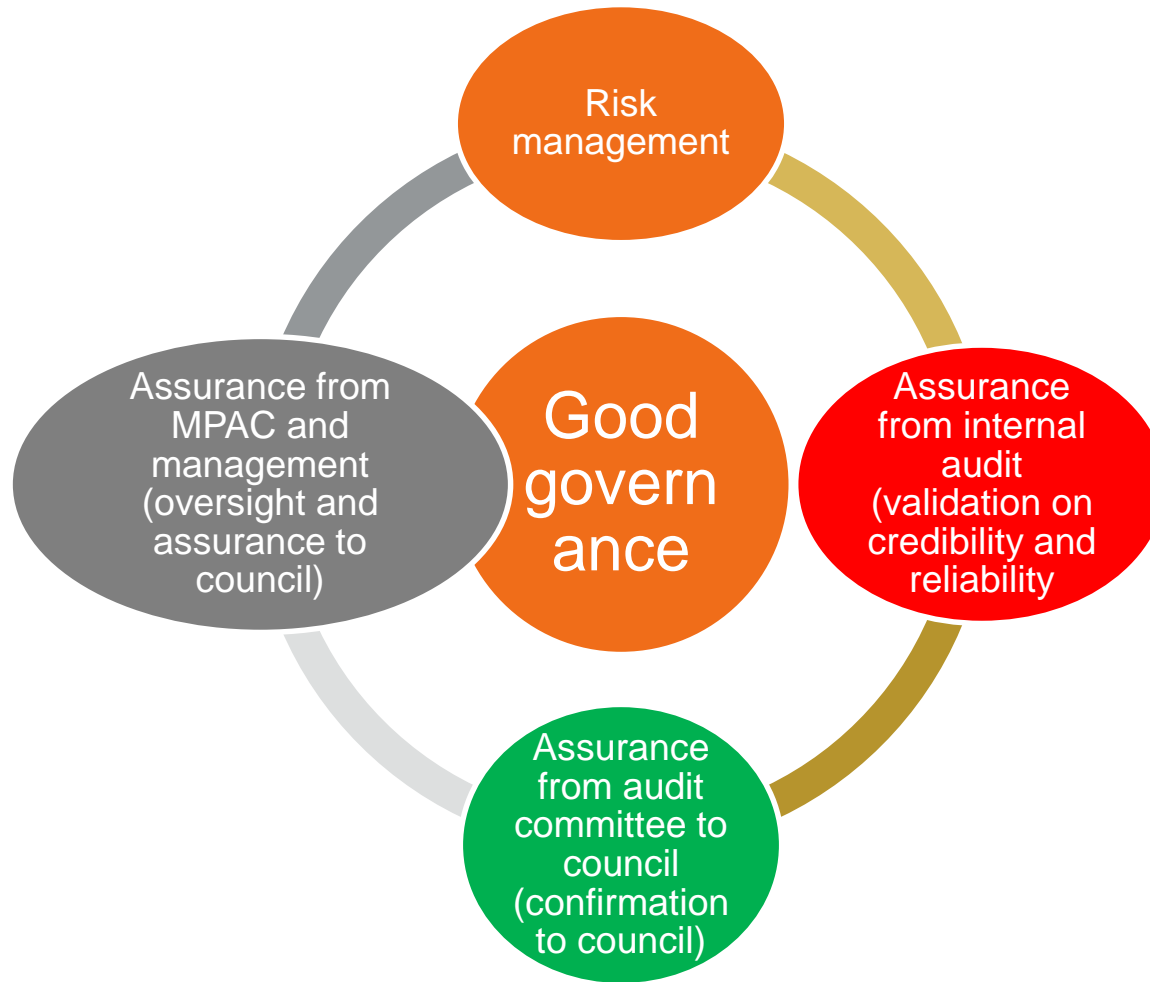 Risk
management
Assurance from
MPAC and
management
(oversight and
assurance to
council)
Good
govern
ance
Assurance
from internal
audit
(validation on
credibility and
reliability
Assurance
from audit
committee to
council
(confirmation
to council)